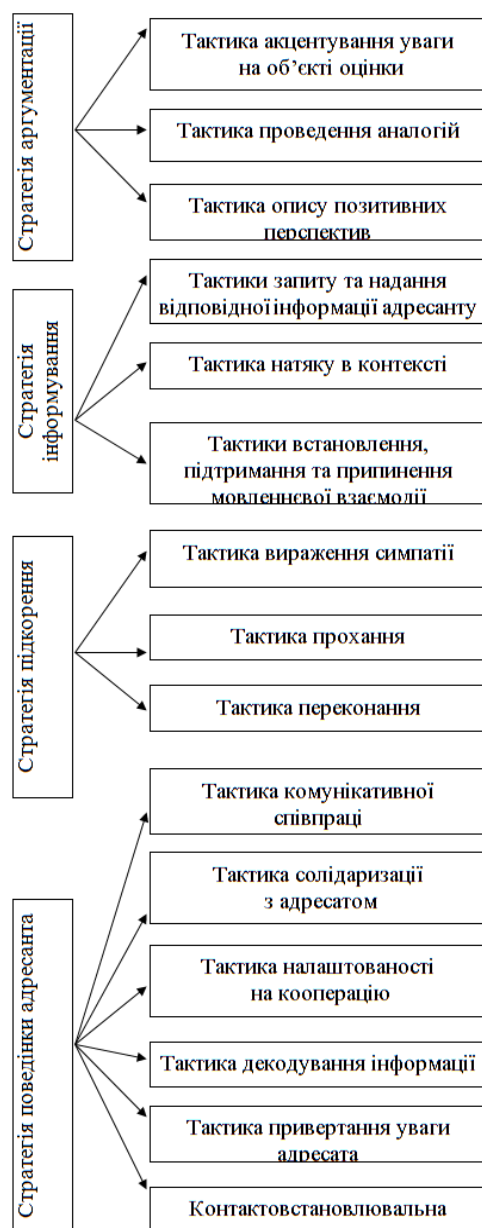 Стратегія аргументації
Тактика акцентування уваги
на об’єкті оцінки
Тактика проведення аналогій
Тактика опису позитивних
перспектив
Стратегія
інформування
Тактики запиту та надання
відповідної інформації адресанту
Тактика натяку в контексті
Тактики встановлення,
підтримання та припинення
мовленнєвої взаємодії
Стратегія підкорення
Тактика вираження симпатії
Тактика прохання
Тактика переконання
Стратегія поведінки адресанта
Тактика комунікативної
співпраці
Тактика солідаризації
з адресатом
Тактика налаштованості
на кооперацію
Тактика декодування інформації
Тактика привертання уваги
адресата
Контактовстановлювальна